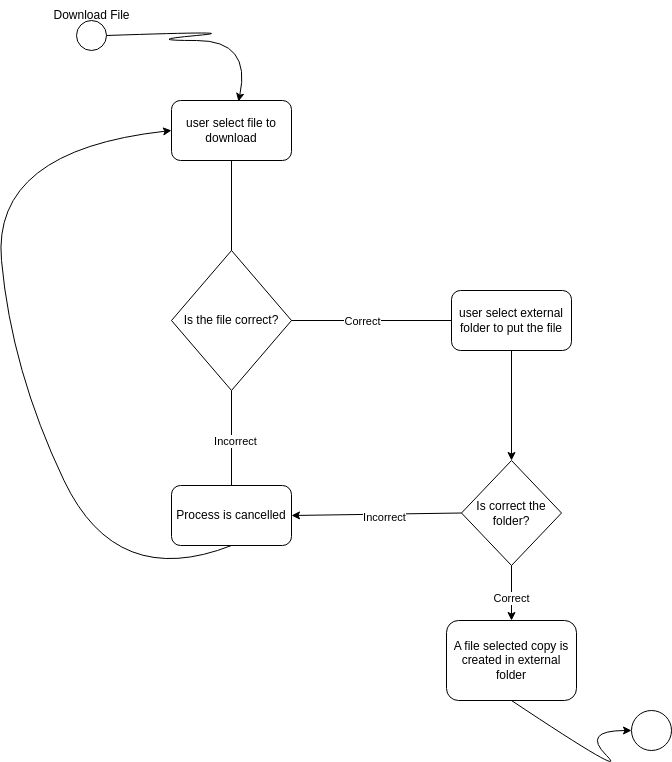 Download File
user select file to
download
Is the file correct?
Correct
user select external
folder to put the file
Incorrect
Process is cancelled
Incorrect
Is correct the
folder?
Correct
A file selected copy is
created in external
folder